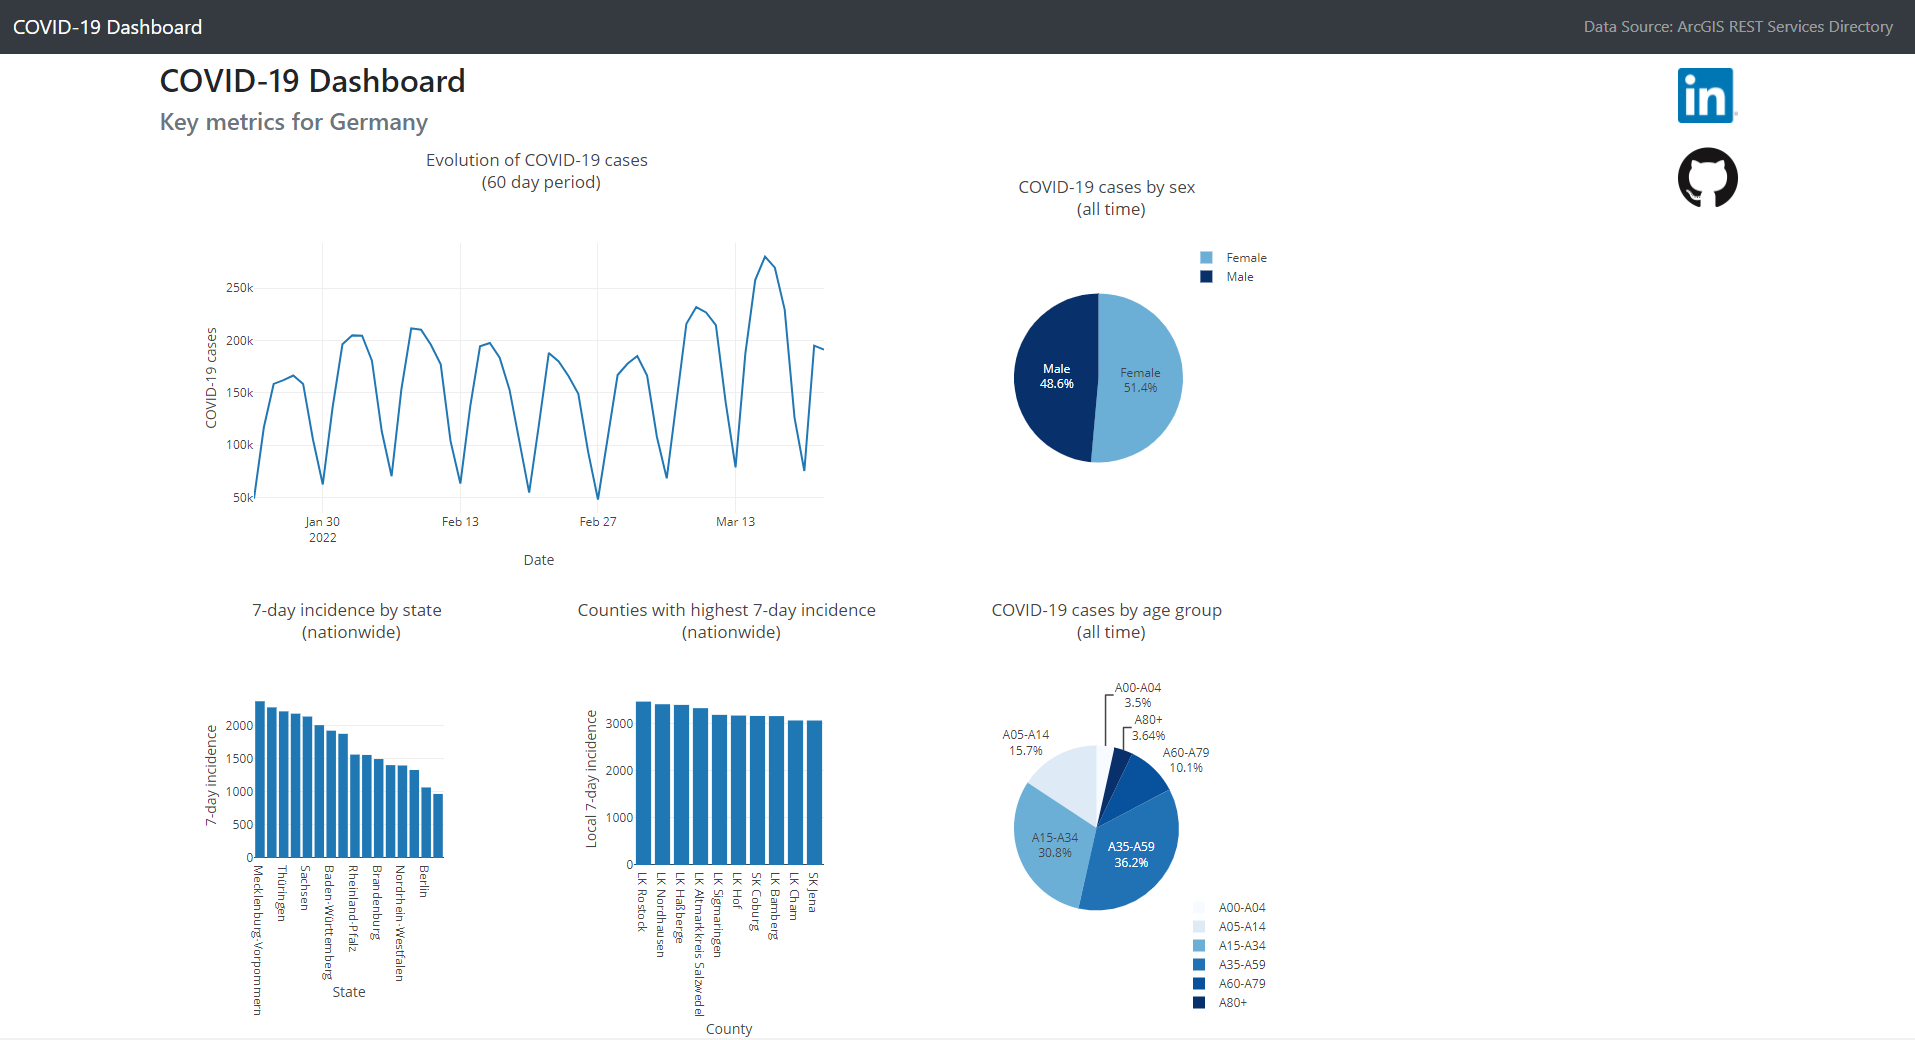 COVID-19 Dashboard
Data Source: ArcGIS REST Services Directory
COVID-19 Dashboard
Key metrics for Germany
in
Evolution of COVID-19 cases
(60 day period)
COVID-19 cases
250k
200k
150k
100k
50k
Jan 30
2022
Feb 13
Feb 27
Mar 13
Date
COVID-19 cases by sex
(all time)
Female
Male
Male
48.6%
Female
51.4%
7-day incidence by state
(nationwide)
7-day incidence
2000
1500
1000
500
0
Mecklenburg-Vorpommern
Thüringen
Sachsen
Baden-Württemberg
Rheinland-Pfalz
Brandenburg
Nordrhein-Westfalen
Berlin
State
Counties with highest 7-day incidence
(nationwide)
Local 7-day incidence
3000
2000
1000
0
LK Rostock
LK Nordhausen
LK Haßberge
LK Altmarkkreis Salzwedel
LK Sigmaringen
LK Hof
SK Coburg
LK Bamberg
LK Cham
SK Jena
County
COVID-19 cases by age group
(all time)
A00-A04
3.5%
A80+
3.64%
A60-A79
10.1%
A05-A14
15.7%
A15-A34
30.8%
A35-A59
36.2%
A00-A04
A05-A14
A15-A34
A35-A59
A60-A79
A80+